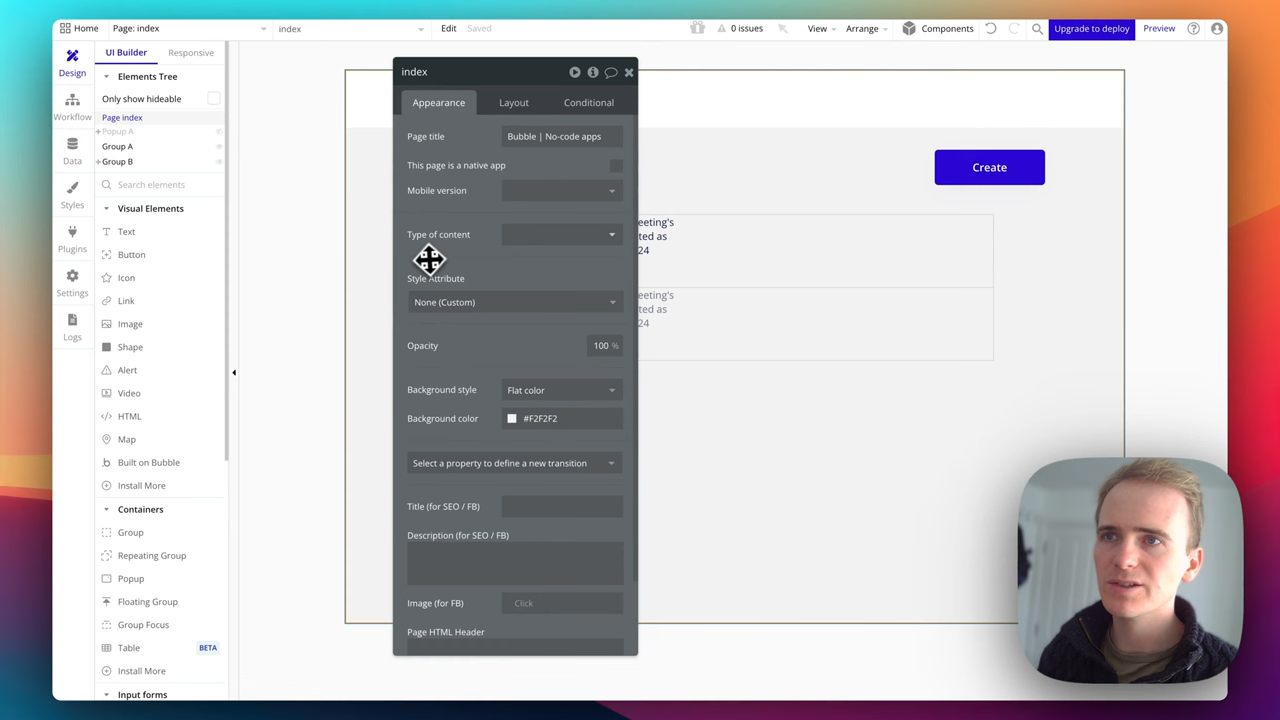 Home
Page: index
index
Edit
Saved
0 issues
View
Arrange
Components
Upgrade to deploy
Preview
Design
Workflow
Data
Styles
Plugins
Settings
Logs
UI Builder
Responsive
Elements Tree
Only show hideable
Page index
Popup A
Group A
Group B
Search elements
Visual Elements
Text
Button
Icon
Link
Image
Shape
Alert
Video
HTML
Map
Built on Bubble
Install More
Containers
Group
Repeating Group
Popup
Floating Group
Group Focus
Table
BETA
Install More
Input forms
index
Appearance
Layout
Conditional
Page title
Bubble | No-code apps
This page is a native app
Mobile version
Type of content
Style Attribute
None (Custom)
Opacity
100 %
Background style
Flat color
Background color
#F2F2F2
Select a property to define a new transition
Title (for SEO / FB)
Description (for SEO / FB)
Image (for FB)
Click
Page HTML Header
Create
eeting's
ted as
24
eeting's
ted as
24